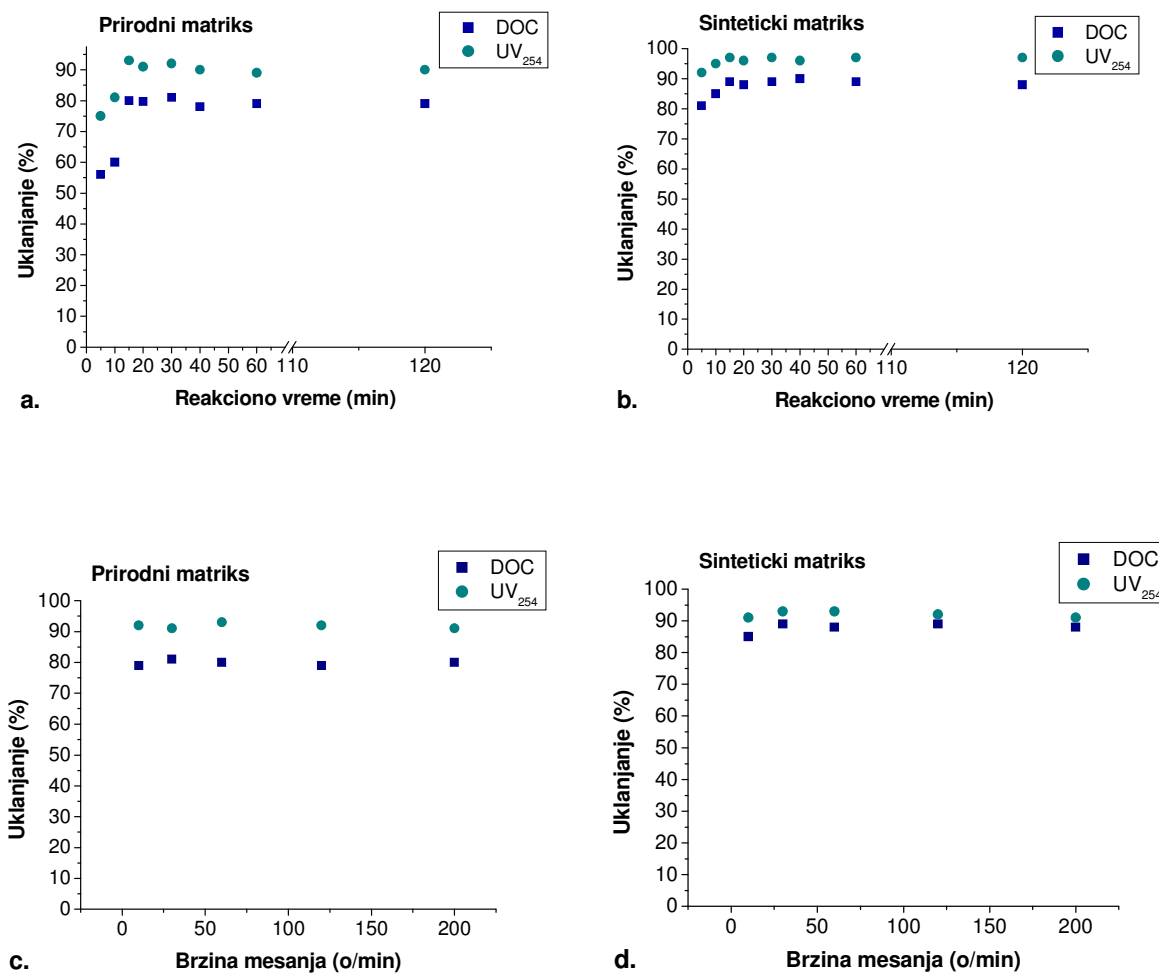 Prirodni matriks
DOC
UV254
Uklanjanje (%)
90
80
70
60
50
40
30
20
10
0
0 10 20 30 40 50 60 110 120
Reakciono vreme (min)
a.
Sinteticki matriks
DOC
UV254
Uklanjanje (%)
100
90
80
70
60
50
40
30
20
10
0
0 10 20 30 40 50 60 110 120
Reakciono vreme (min)
b.
Prirodni matriks
DOC
UV254
Uklanjanje (%)
100
90
80
70
60
50
40
30
20
10
0
0 50 100 150 200
Brzina mesanja (o/min)
c.
Sinteticki matriks
DOC
UV254
Uklanjanje (%)
100
90
80
70
60
50
40
30
20
10
0
0 50 100 150 200
Brzina mesanja (o/min)
d.